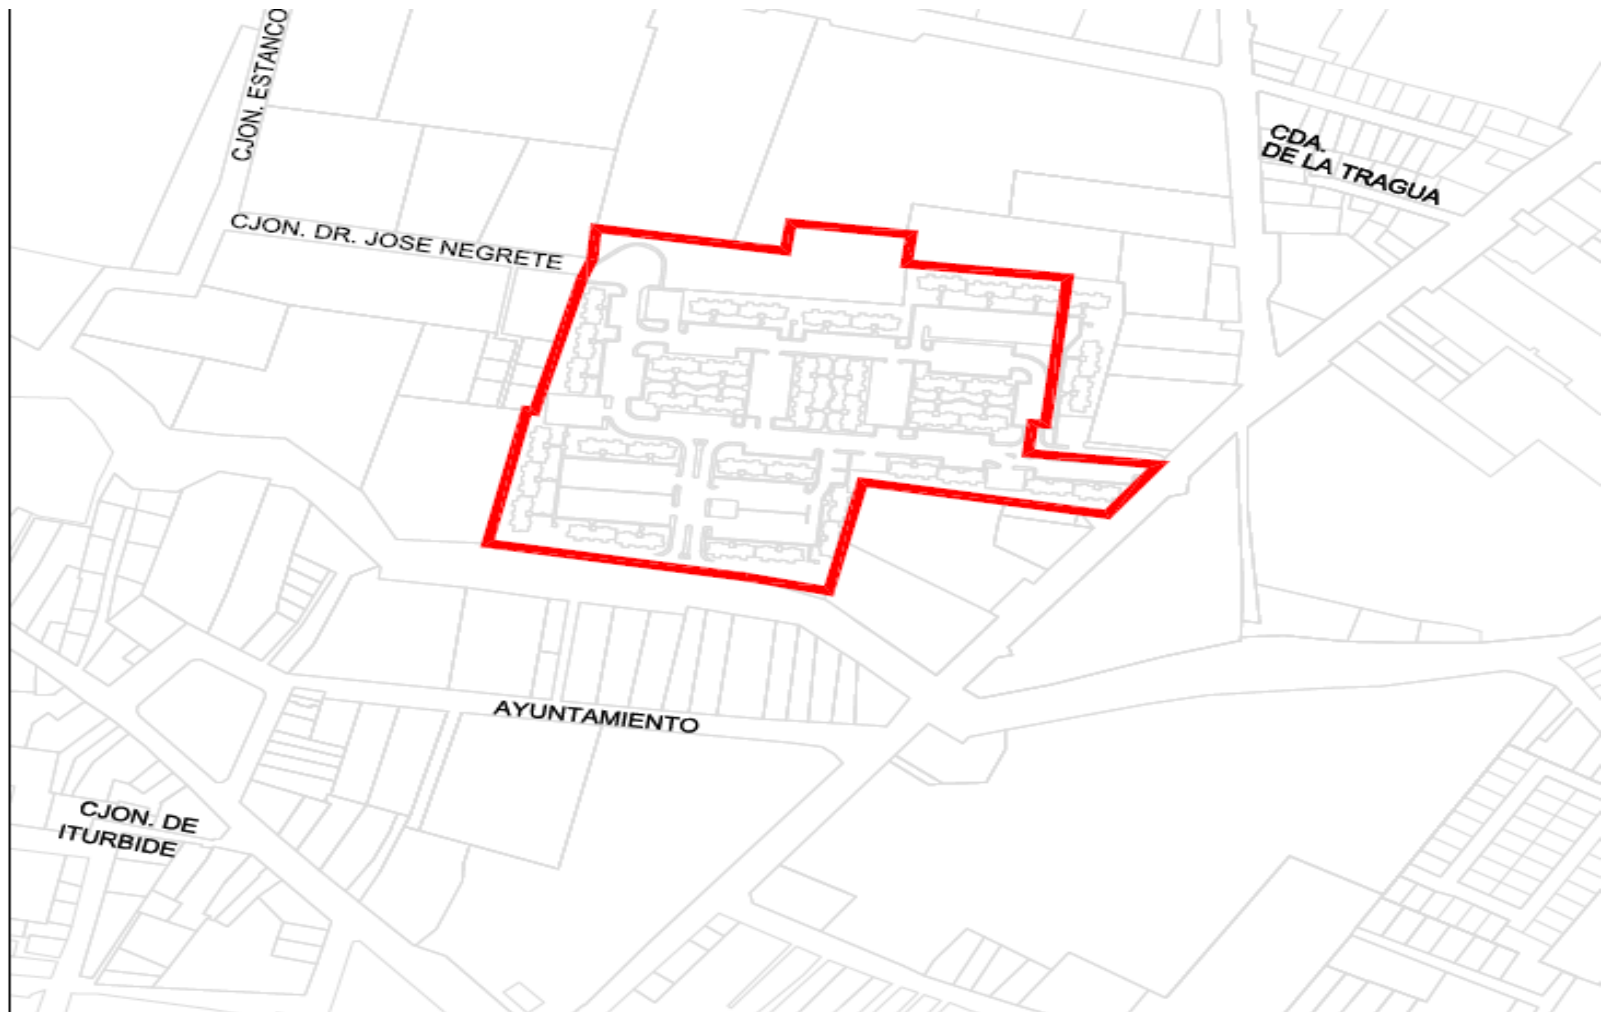 CJON. ESTANCO
CDA.
DE LA TRAGUA
CJON. DR. JOSE NEGRETE
AYUNTAMIENTO
CJON. DE
ITURBIDE